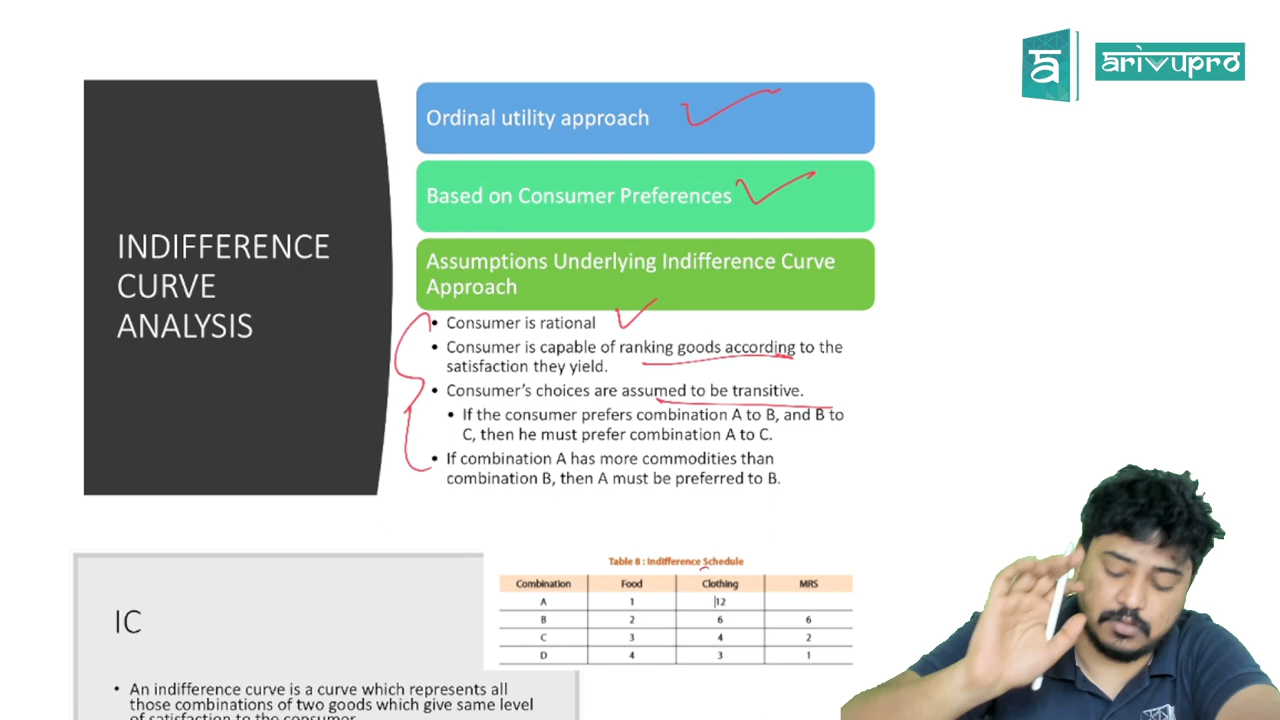 arivupro
INDIFFERENCE
CURVE
ANALYSIS
Ordinal utility approach
Based on Consumer Preferences
Assumptions Underlying Indifference Curve
Approach
• Consumer is rational
• Consumer is capable of ranking goods according to the
satisfaction they yield.
• Consumer's choices are assumed to be transitive.
• If the consumer prefers combination A to B, and B to
C, then he must prefer combination A to C.
• If combination A has more commodities than
combination B, then A must be preferred to B.
Table 8 : Indifference Schedule
Combination Food Clothing MRS
A 1 12
B 2 6 6
C 3 4 2
D 4 3 1
IC
• An indifference curve is a curve which represents all
those combinations of two goods which give same level
of satisfaction to the consumer